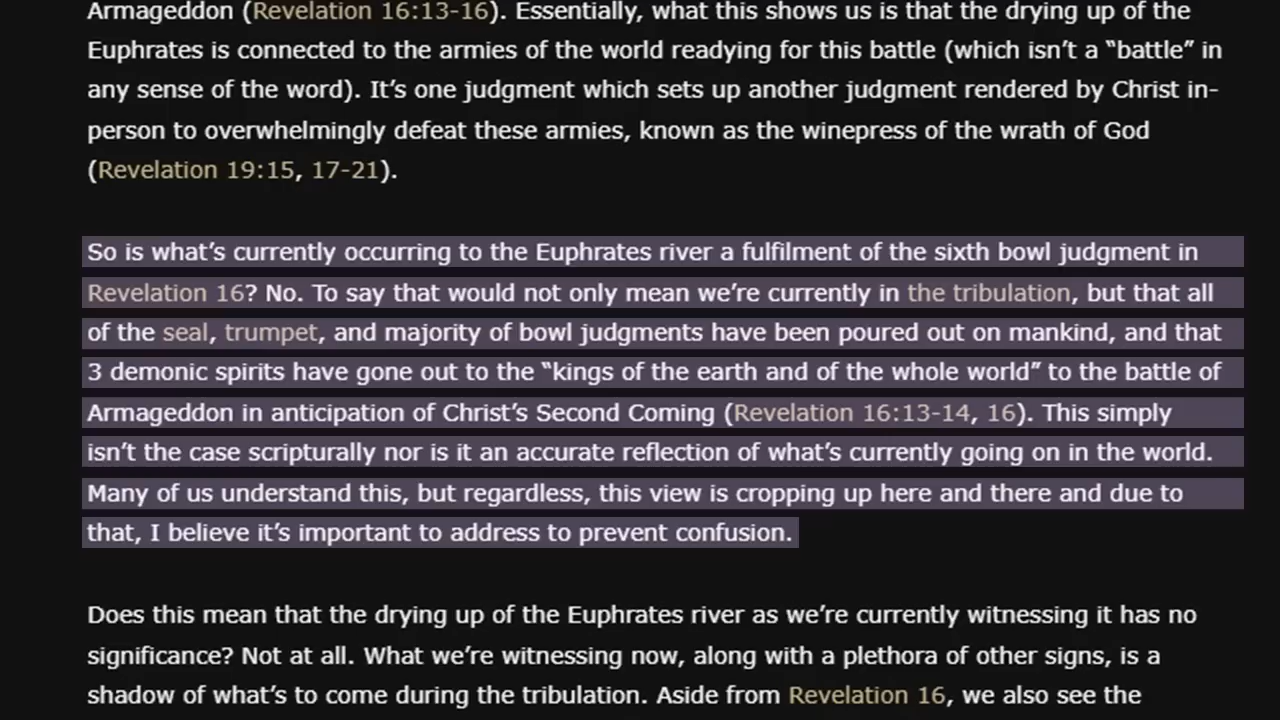 Armageddon (Revelation 16:13-16). Essentially, what this shows us is that the drying up of the
Euphrates is connected to the armies of the world readying for this battle (which isn’t a “battle” in
any sense of the word). It’s one judgment which sets up another judgment rendered by Christ in-
person to overwhelmingly defeat these armies, known as the winepress of the wrath of God
(Revelation 19:15, 17-21).
So is what’s currently occurring to the Euphrates river a fulfilment of the sixth bowl judgment in
Revelation 16? No. To say that would not only mean we’re currently in the tribulation, but that all
of the seal, trumpet, and majority of bowl judgments have been poured out on mankind, and that
3 demonic spirits have gone out to the “kings of the earth and of the whole world” to the battle of
Armageddon in anticipation of Christ’s Second Coming (Revelation 16:13-14, 16). This simply
isn’t the case scripturally nor is it an accurate reflection of what’s currently going on in the world.
Many of us understand this, but regardless, this view is cropping up here and there and due to
that, I believe it’s important to address to prevent confusion.
Does this mean that the drying up of the Euphrates river as we’re currently witnessing it has no
significance? Not at all. What we’re witnessing now, along with a plethora of other signs, is a
shadow of what’s to come during the tribulation. Aside from Revelation 16, we also see the